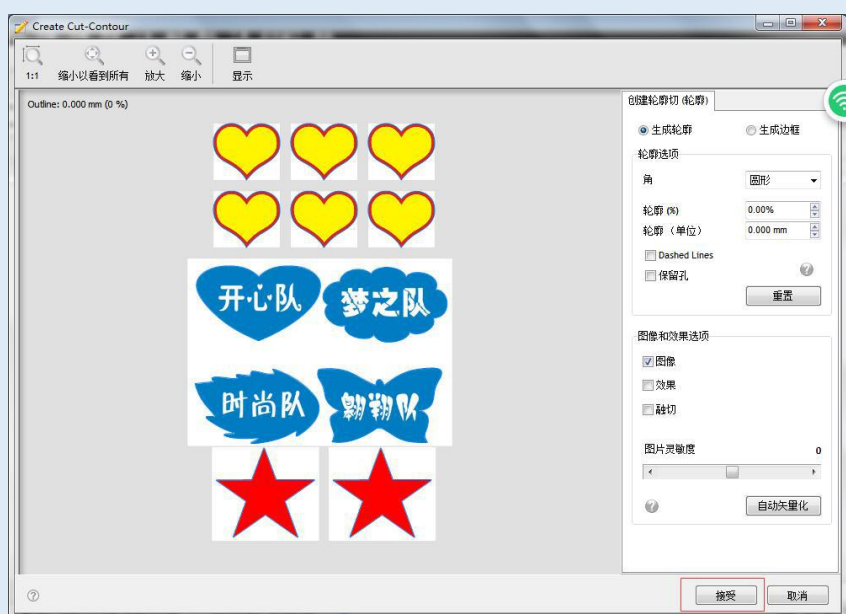 Create Cut-Contour
1:1 缩小以看到所有 放大 缩小 显示
Outline: 0.000 mm (0 %)
创建轮廓切 (轮廓)
生成轮廓 生成边框
轮廓选项
角 圆形
轮廓 (%) 0.00%
轮廓（单位） 0.000 mm
Dashed Lines
保留孔
重置
图像和效果选项
图像
效果
融切
图片灵敏度 0
自动矢量化
开心队 梦之队
时尚队 翱翔队
接受 取消